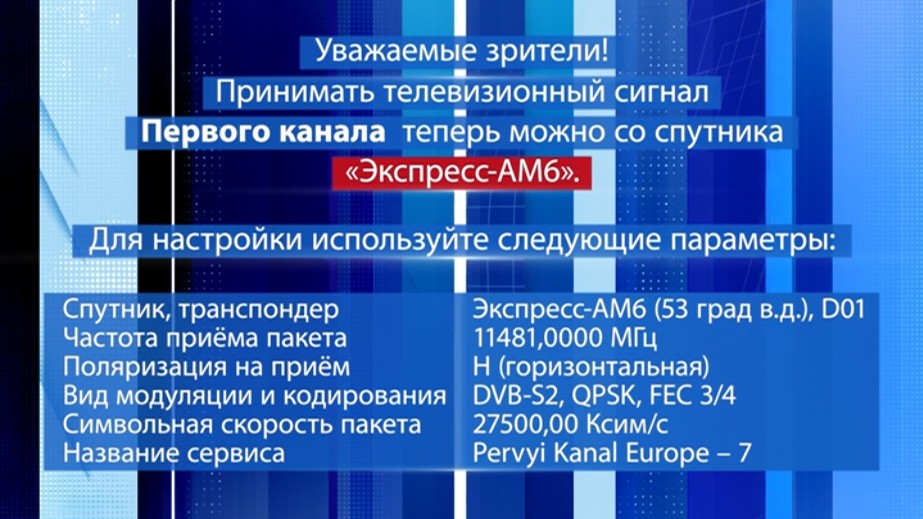 Уважаемые зрители!
Принимать телевизионный сигнал
Первого канала теперь можно со спутника
«Экспресс-АМ6».
Для настройки используйте следующие параметры:
Спутник, транспондер Экспресс-АМ6 (53 град в.д.), D01
Частота приёма пакета 11481,0000 МГц
Поляризация на приём Н (горизонтальная)
Вид модуляции и кодирования DVB-S2, QPSK, FEC 3/4
Символьная скорость пакета 27500,00 Ксим/с
Название сервиса Pervyi Kanal Europe – 7